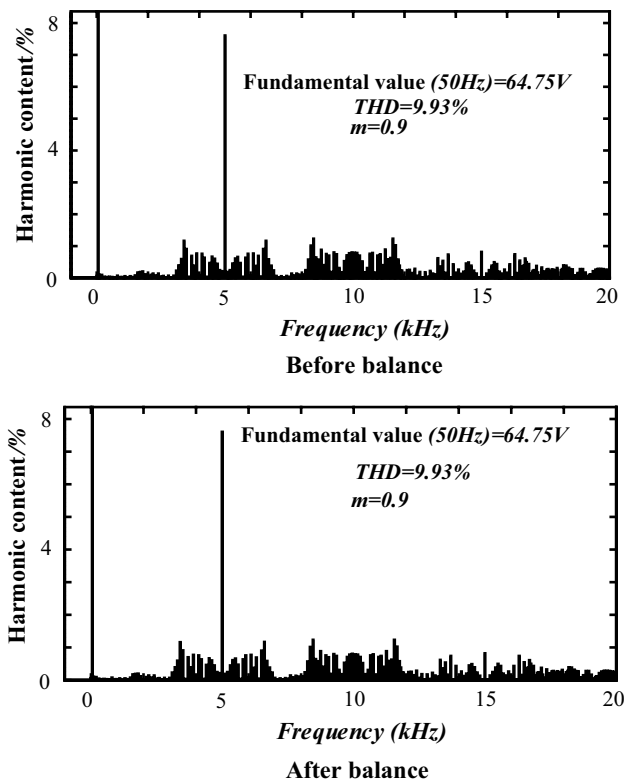 8
4
0
Harmonic content/%
Fundamental value (50Hz)=64.75V
THD=9.93%
m=0.9
0 5 10 15 20
Frequency (kHz)
Before balance
8
4
0
Harmonic content/%
Fundamental value (50Hz)=64.75V
THD=9.93%
m=0.9
0 5 10 15 20
Frequency (kHz)
After balance